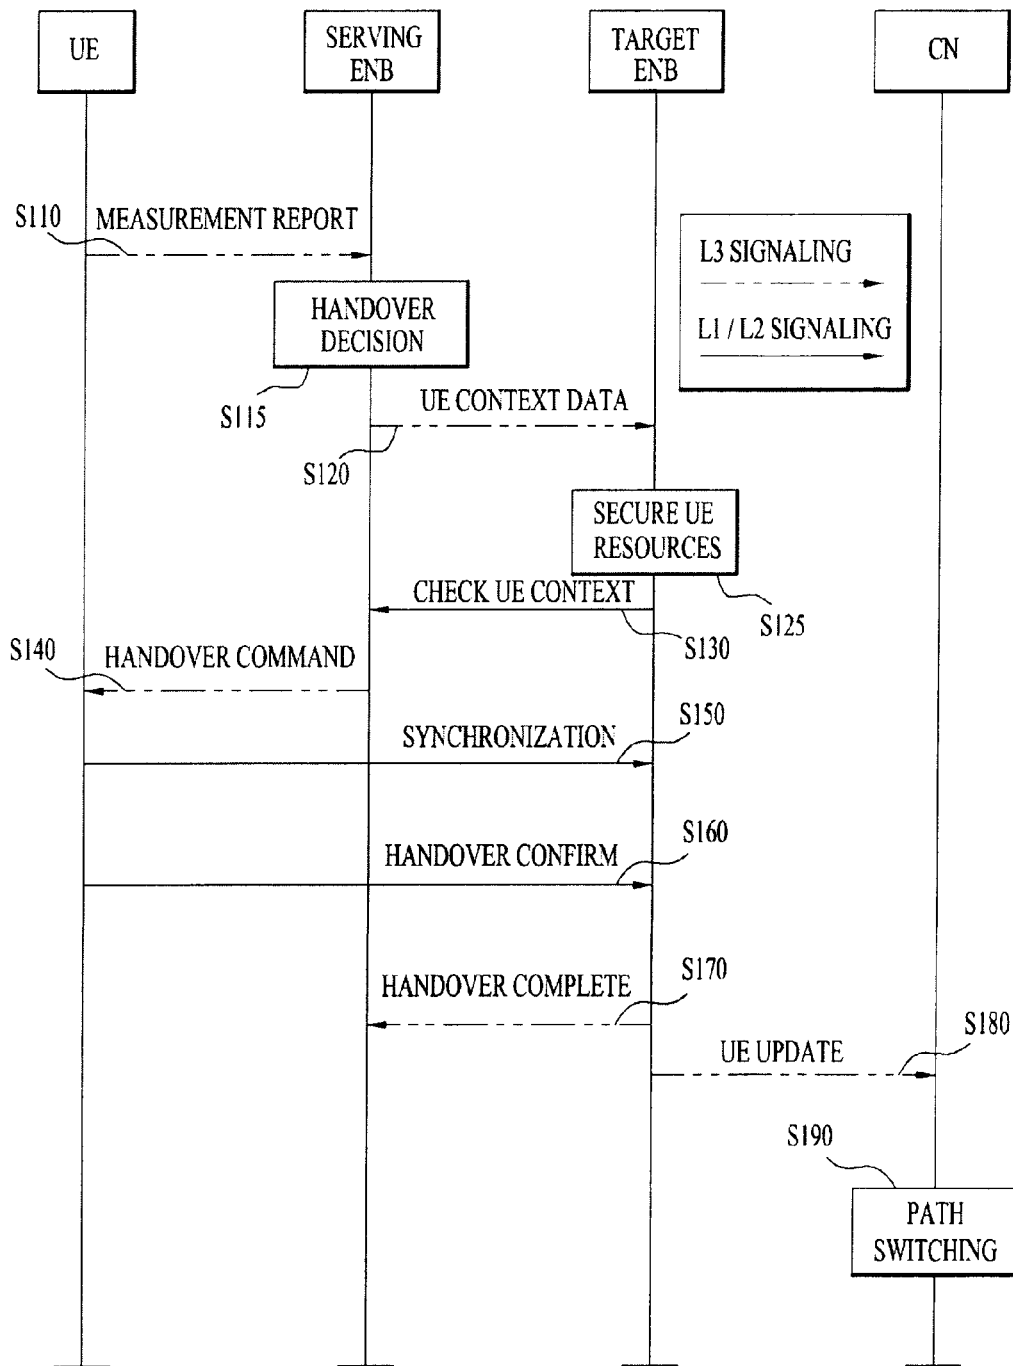 UE
SERVING
ENB
TARGET
ENB
CN
S110
MEASUREMENT REPORT
L3 SIGNALING
L1 / L2 SIGNALING
HANDOVER
DECISION
S115
UE CONTEXT DATA
S120
SECURE UE
RESOURCES
S125
CHECK UE CONTEXT
S130
S140
HANDOVER COMMAND
S150
SYNCHRONIZATION
S160
HANDOVER CONFIRM
S170
HANDOVER COMPLETE
S180
UE UPDATE
S190
PATH
SWITCHING